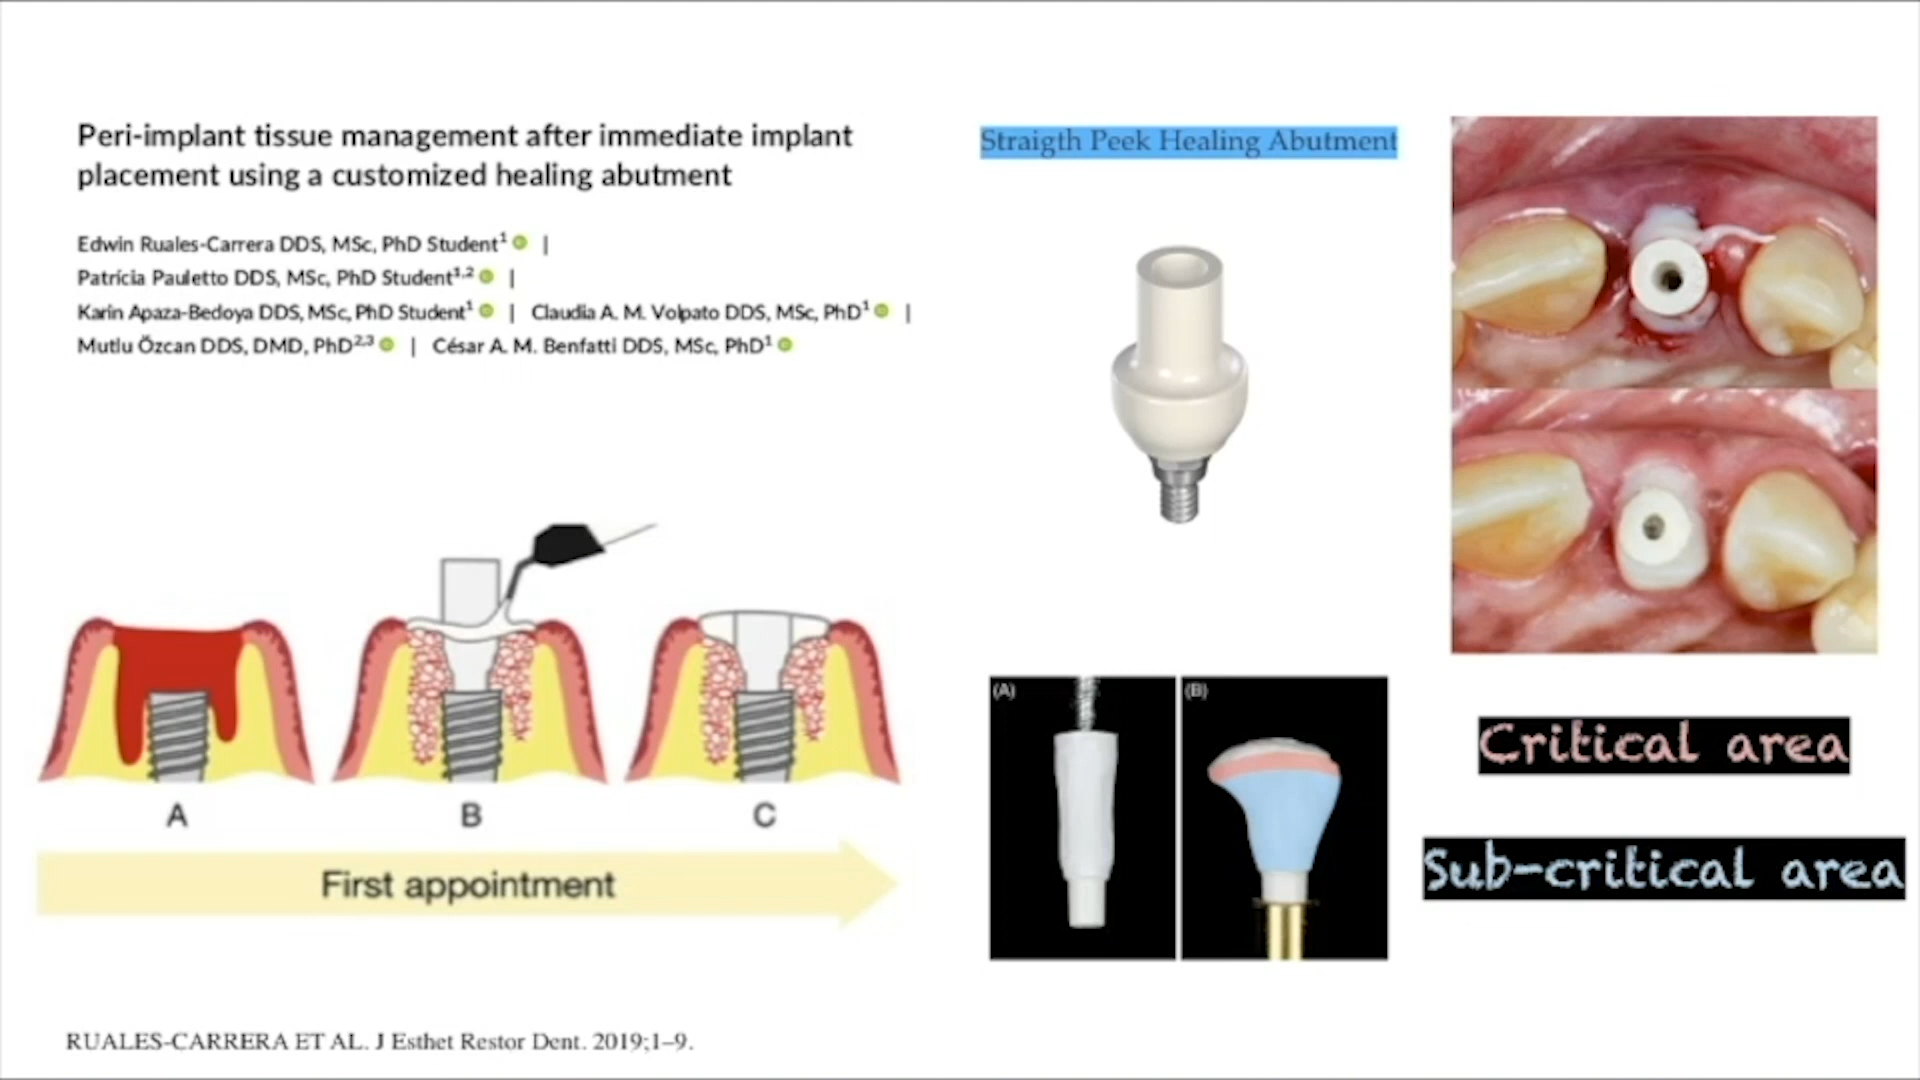 Peri-implant tissue management after immediate implant
placement using a customized healing abutment
Edwin Ruales-Carrera DDS, MSc, PhD Student1 |
Patrícia Pauletto DDS, MSc, PhD Student1,2 |
Karin Apaza-Bedoya DDS, MSc, PhD Student1 | Claudia A. M. Volpato DDS, MSc, PhD1 |
Mutlu Özcan DDS, DMD, PhD2,3 | César A. M. Benfatti DDS, MSc, PhD1
A B C
First appointment
RUALES-CARRERA ET AL. J Esthet Restor Dent. 2019;1–9.
Straigth Peek Healing Abutment
(A) (B)
Critical area
Sub-critical area